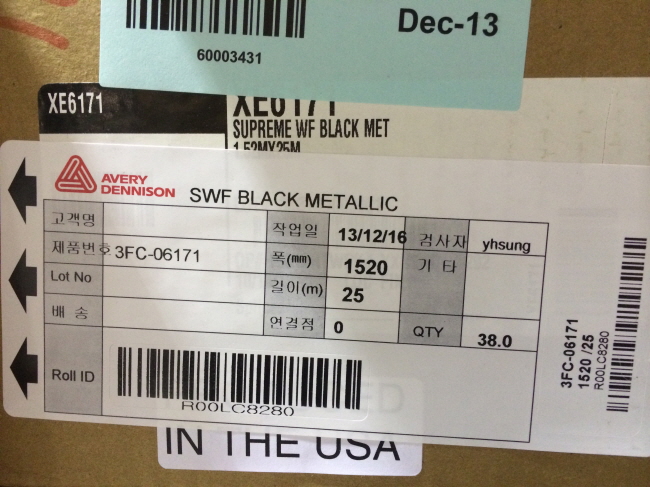 60003431
Dec-13
XE6171
XE6171
SUPREME WF BLACK MET
1.52MX25M
AVERY
DENNISON
SWF BLACK METALLIC
고객명
작업일 13/12/16 검사자 yhsung
제품번호 3FC-06171
폭(mm) 1520 기 타
Lot No
길이(m) 25
배 송
연결점 0 QTY 38.0
Roll ID
R00LC8280
3FC-06171
1520 /25
R00LC8280
IN THE USA